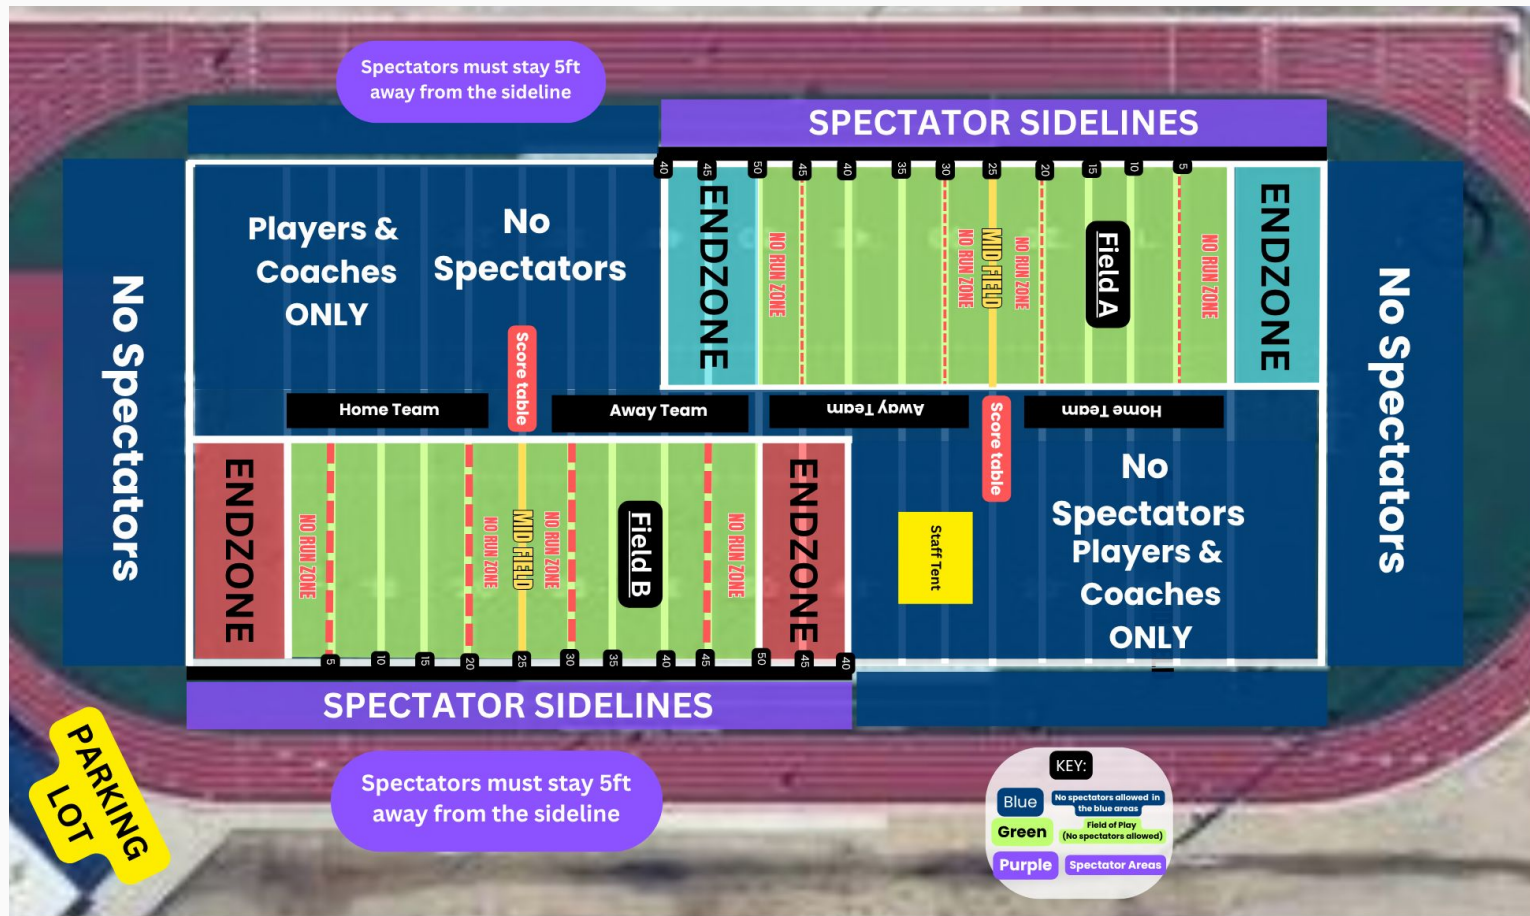 Spectators must stay 5ft
away from the sideline
SPECTATOR SIDELINES
40
45
50
45
40
35
30
25
20
15
10
5
No Spectators
Players &
Coaches
ONLY
No
Spectators
ENDZONE
NO RUN ZONE
NO RUN ZONE
MID FIELD
NO RUN ZONE
Field A
NO RUN ZONE
ENDZONE
No Spectators
Score table
Home Team
Away Team
Away Team
Score table
Home Team
ENDZONE
NO RUN ZONE
NO RUN ZONE
MID FIELD
NO RUN ZONE
Field B
NO RUN ZONE
ENDZONE
Staff Tent
No
Spectators
Players &
Coaches
ONLY
5
10
15
20
25
30
35
40
45
50
45
40
SPECTATOR SIDELINES
PARKING
LOT
Spectators must stay 5ft
away from the sideline
KEY:
Blue
No spectators allowed in
the blue areas
Green
Field of Play
(No spectators allowed)
Purple
Spectator Areas